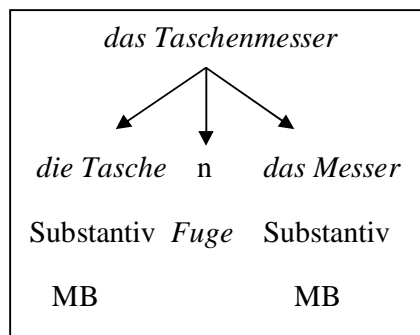 das Taschenmesser
die Tasche n das Messer
Substantiv Fuge Substantiv
MB MB